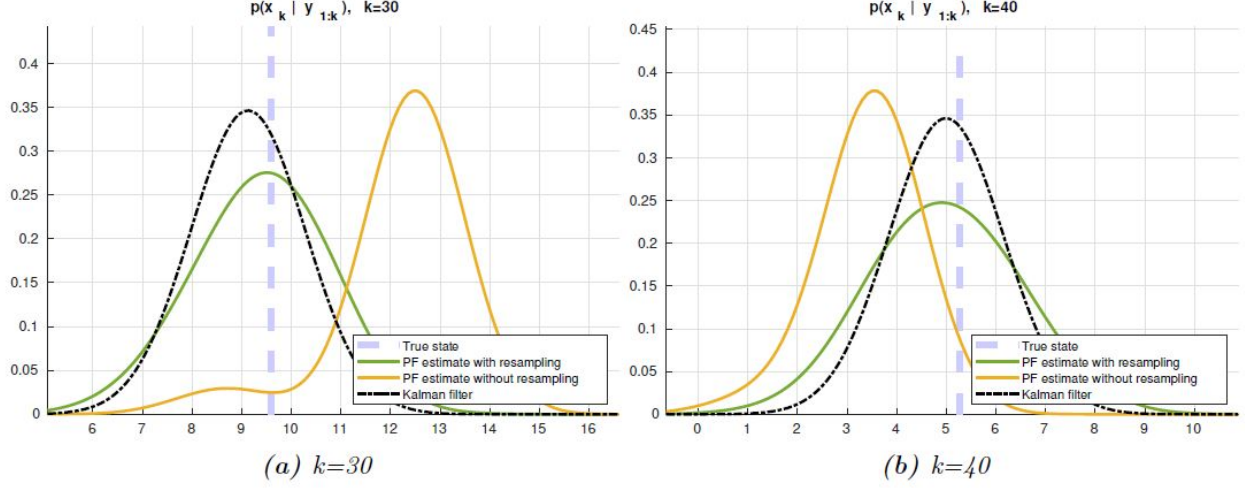 p(x_k | y_{1:k}), k=30
0.4
0.35
0.3
0.25
0.2
0.15
0.1
0.05
0
6 7 8 9 10 11 12 13 14 15 16
True state
PF estimate with resampling
PF estimate without resampling
Kalman filter
(a) k=30
p(x_k | y_{1:k}), k=40
0.45
0.4
0.35
0.3
0.25
0.2
0.15
0.1
0.05
0
0 1 2 3 4 5 6 7 8 9 10
True state
PF estimate with resampling
PF estimate without resampling
Kalman filter
(b) k=40